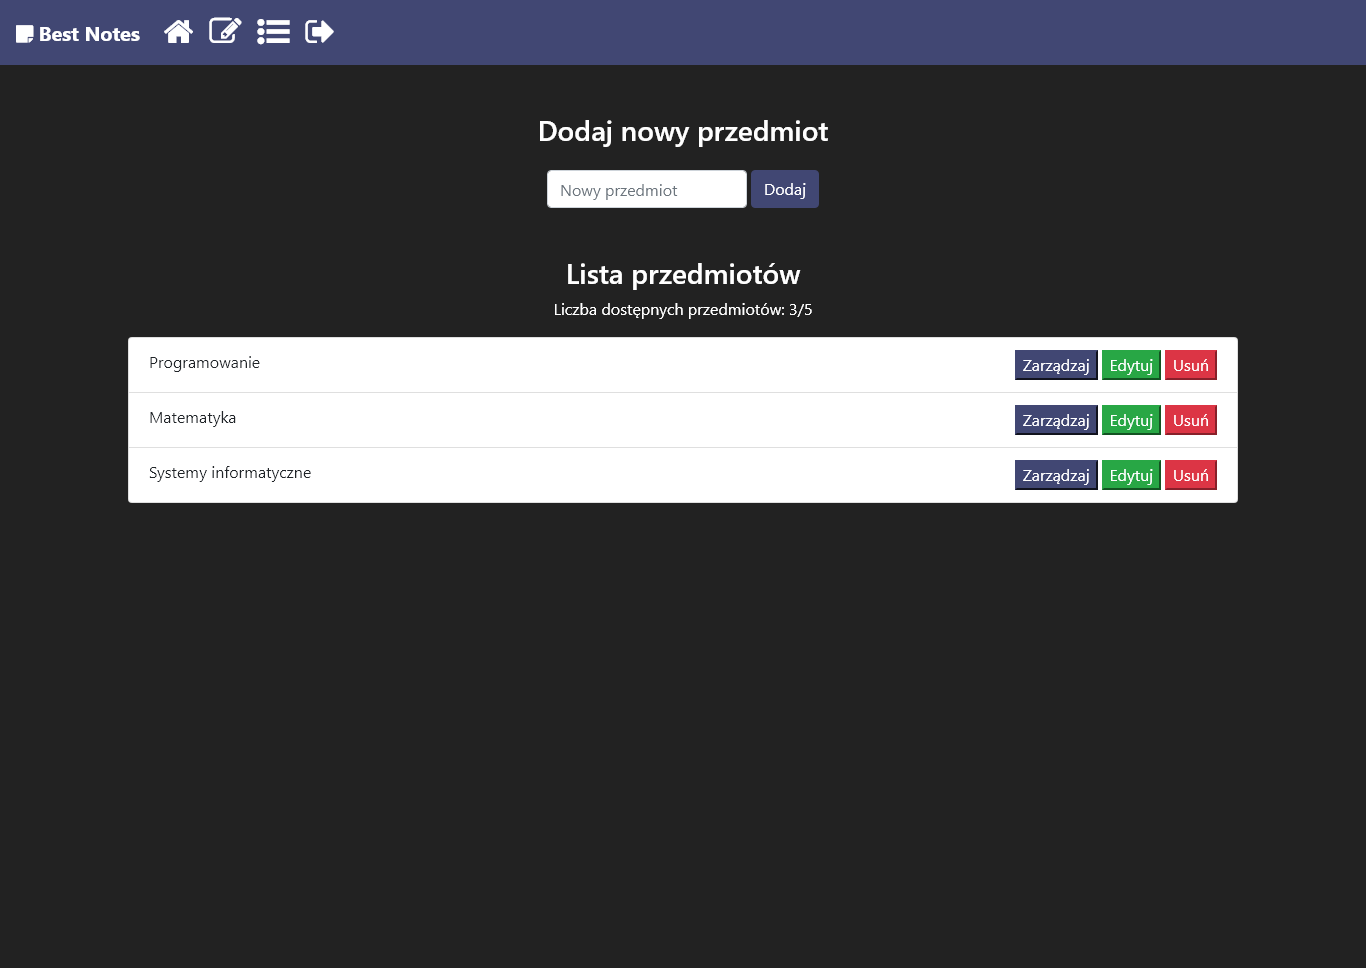 Best Notes
Dodaj nowy przedmiot
Nowy przedmiot Dodaj
Lista przedmiotów
Liczba dostępnych przedmiotów: 3/5
Programowanie Zarządzaj Edytuj Usuń
Matematyka Zarządzaj Edytuj Usuń
Systemy informatyczne Zarządzaj Edytuj Usuń